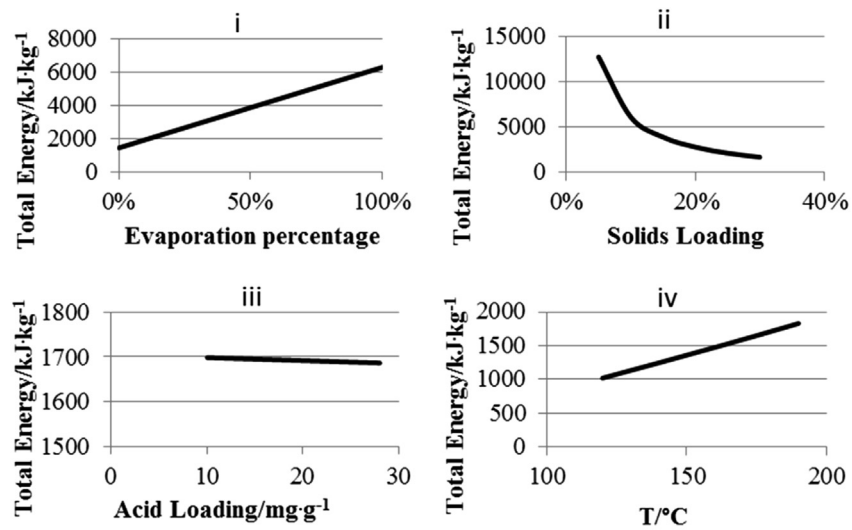 i
Total Energy/kJ·kg-1
8000
6000
4000
2000
0
0% 50% 100%
Evaporation percentage
ii
Total Energy/kJ·kg-1
15000
10000
5000
0
0% 20% 40%
Solids Loading
iii
Total Energy/kJ·kg-1
1800
1700
1600
1500
0 10 20 30
Acid Loading/mg·g-1
iv
Total Energy/kJ·kg-1
2000
1500
1000
500
0
100 150 200
T/°C